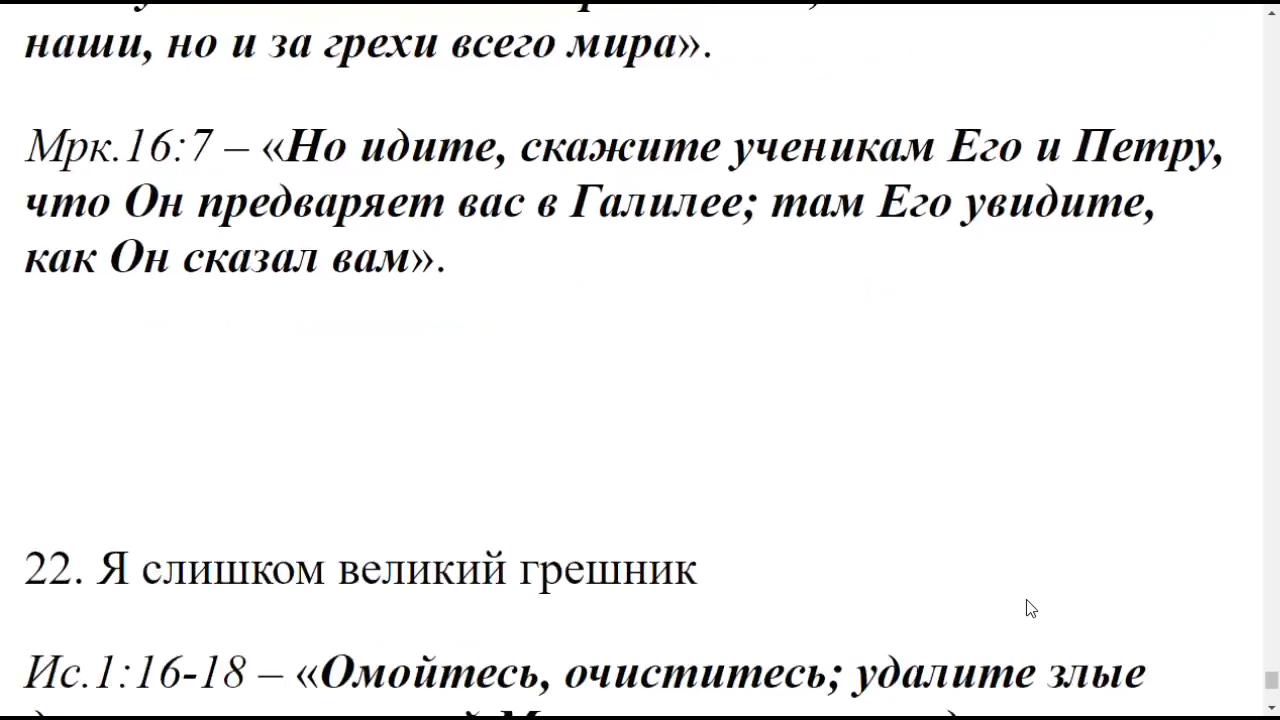 наши, но и за грехи всего мира».
Мрк.16:7 – «Но идите, скажите ученикам Его и Петру,
что Он предваряет вас в Галилее; там Его увидите,
как Он сказал вам».
22. Я слишком великий грешник
Ис.1:16-18 – «Омойтесь, очиститесь; удалите злые